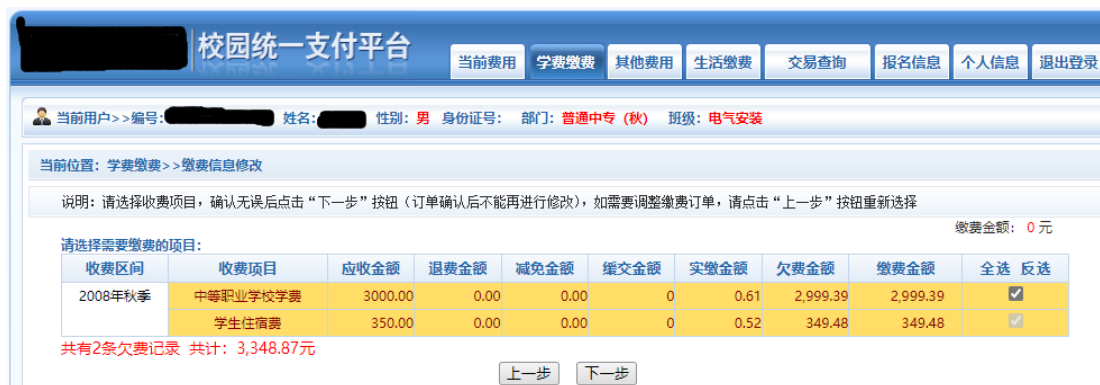 校园统一支付平台
当前费用 学费缴费 其他费用 生活缴费 交易查询 报名信息 个人信息 退出登录
当前用户>>编号: 姓名: 性别: 男 身份证号: 部门: 普通中专（秋） 班级: 电气安装
当前位置: 学费缴费>>缴费信息修改
说明: 请选择收费项目，确认无误后点击“下一步”按钮（订单确认后不能再进行修改），如需要调整缴费订单，请点击“上一步”按钮重新选择
缴费金额: 0 元
请选择需要缴费的项目:
收费区间 收费项目 应收金额 退费金额 减免金额 缓交金额 实缴金额 欠费金额 缴费金额 全选 反选
2008年秋季 中等职业学校学费 3000.00 0.00 0.00 0 0.61 2,999.39 2,999.39
学生住宿费 350.00 0.00 0.00 0 0.52 349.48 349.48
共有2条欠费记录 共计: 3,348.87元
上一步 下一步